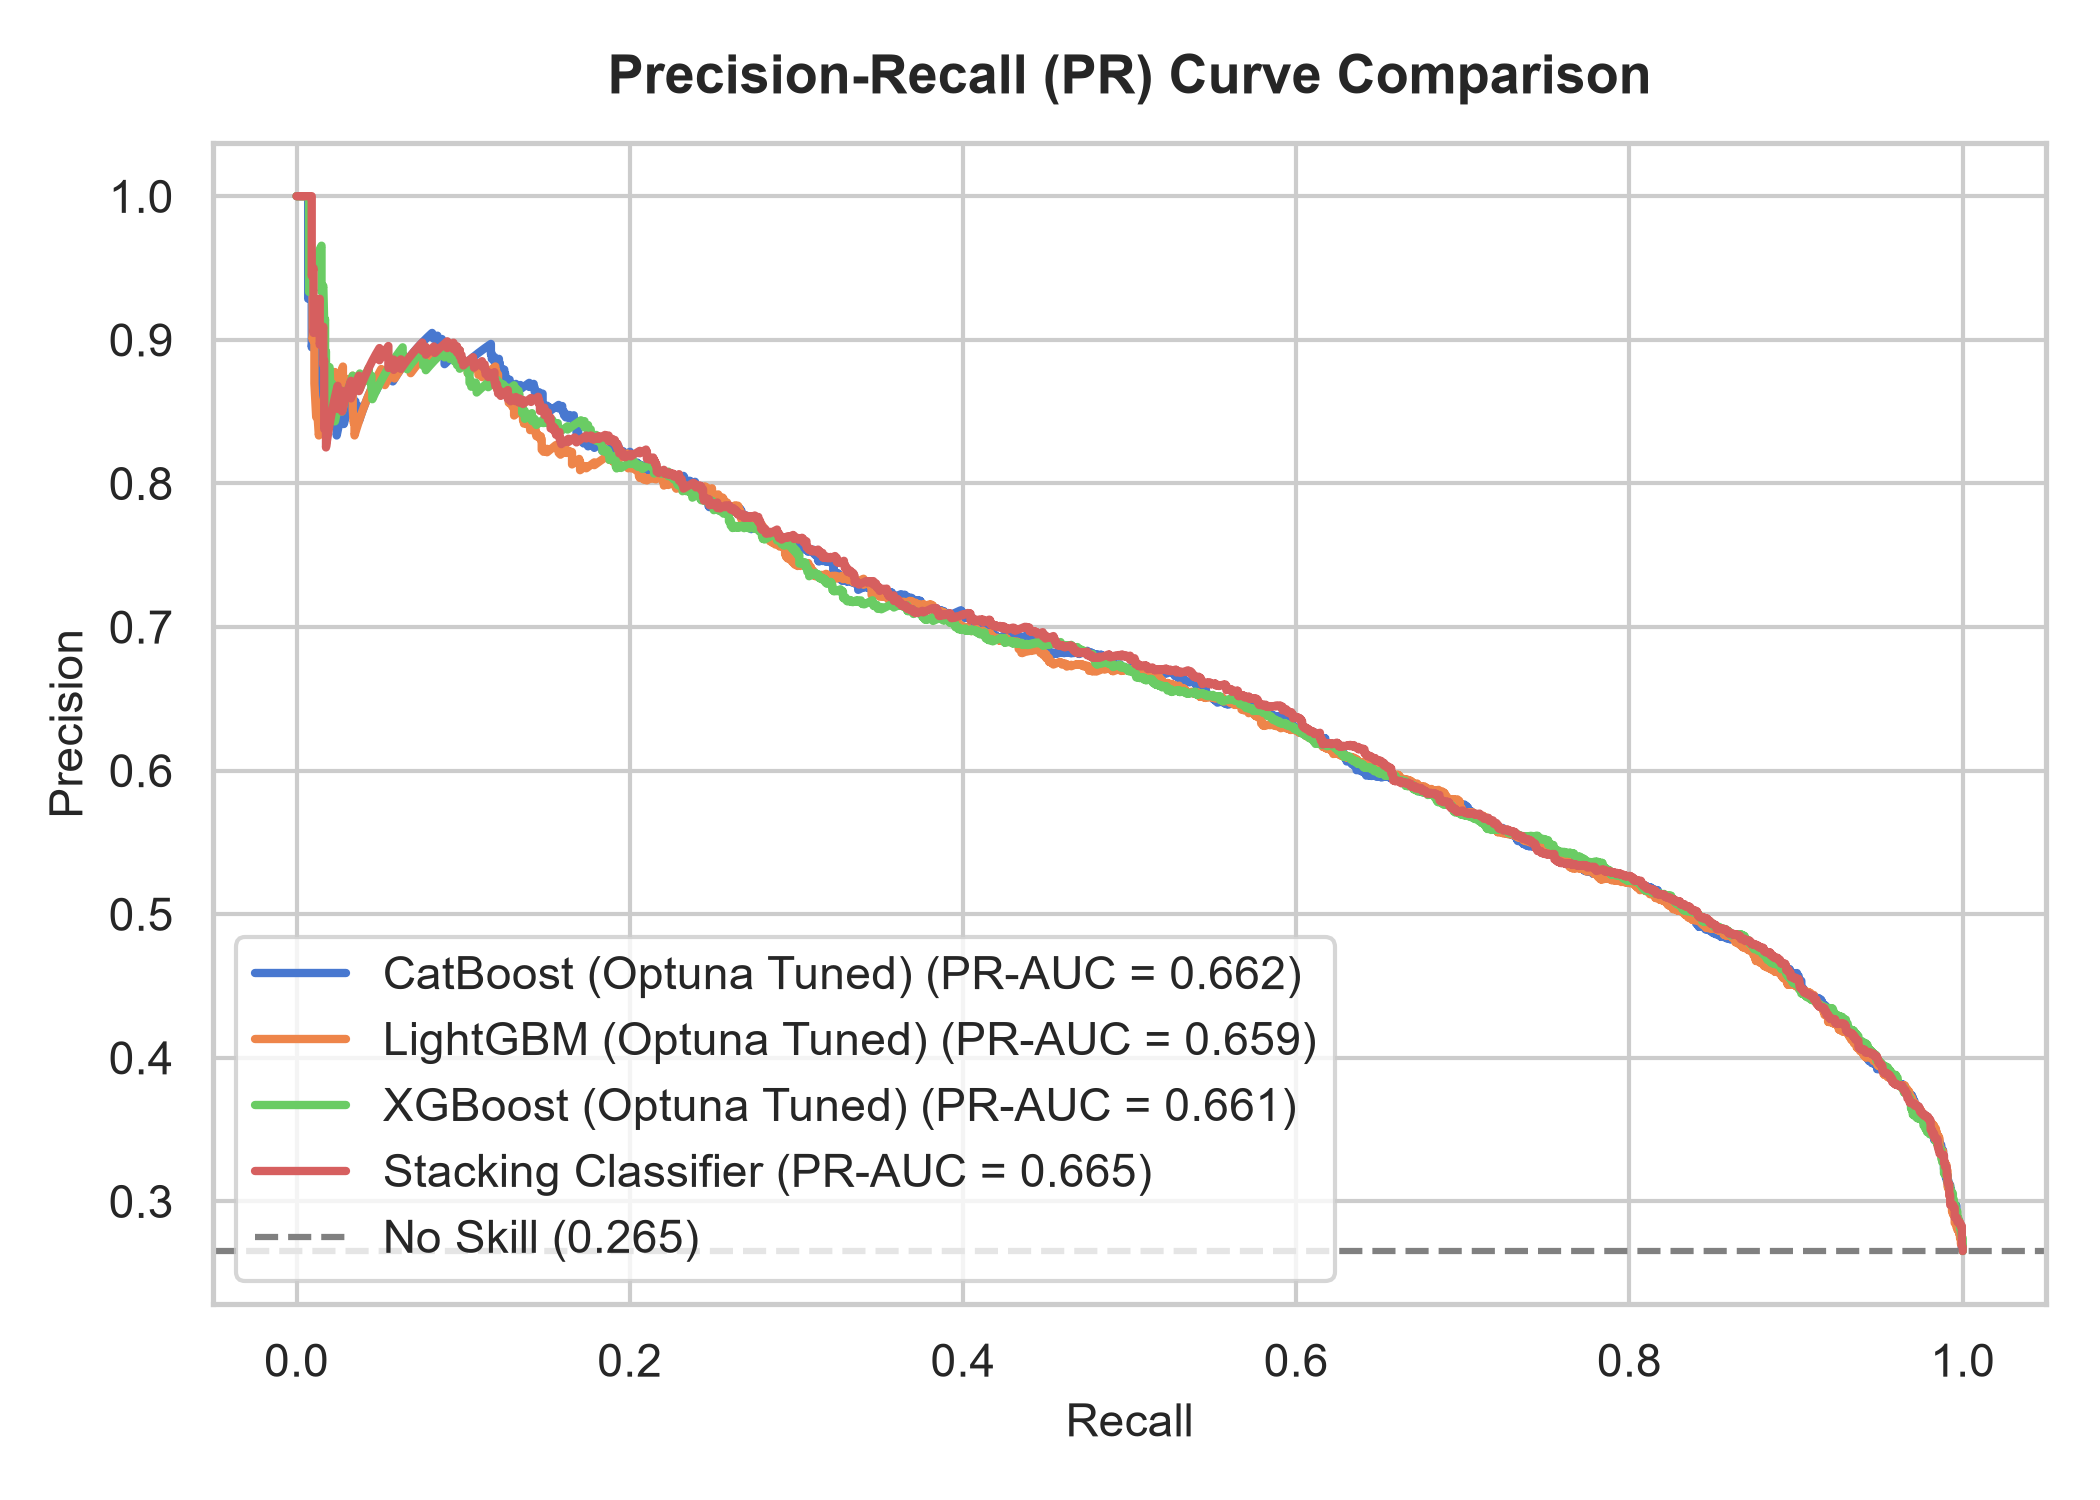 Precision-Recall (PR) Curve Comparison
1.0
0.9
0.8
0.7
0.6
0.5
0.4
0.3
Precision
CatBoost (Optuna Tuned) (PR-AUC = 0.662)
LightGBM (Optuna Tuned) (PR-AUC = 0.659)
XGBoost (Optuna Tuned) (PR-AUC = 0.661)
Stacking Classifier (PR-AUC = 0.665)
No Skill (0.265)
0.0 0.2 0.4 0.6 0.8 1.0
Recall